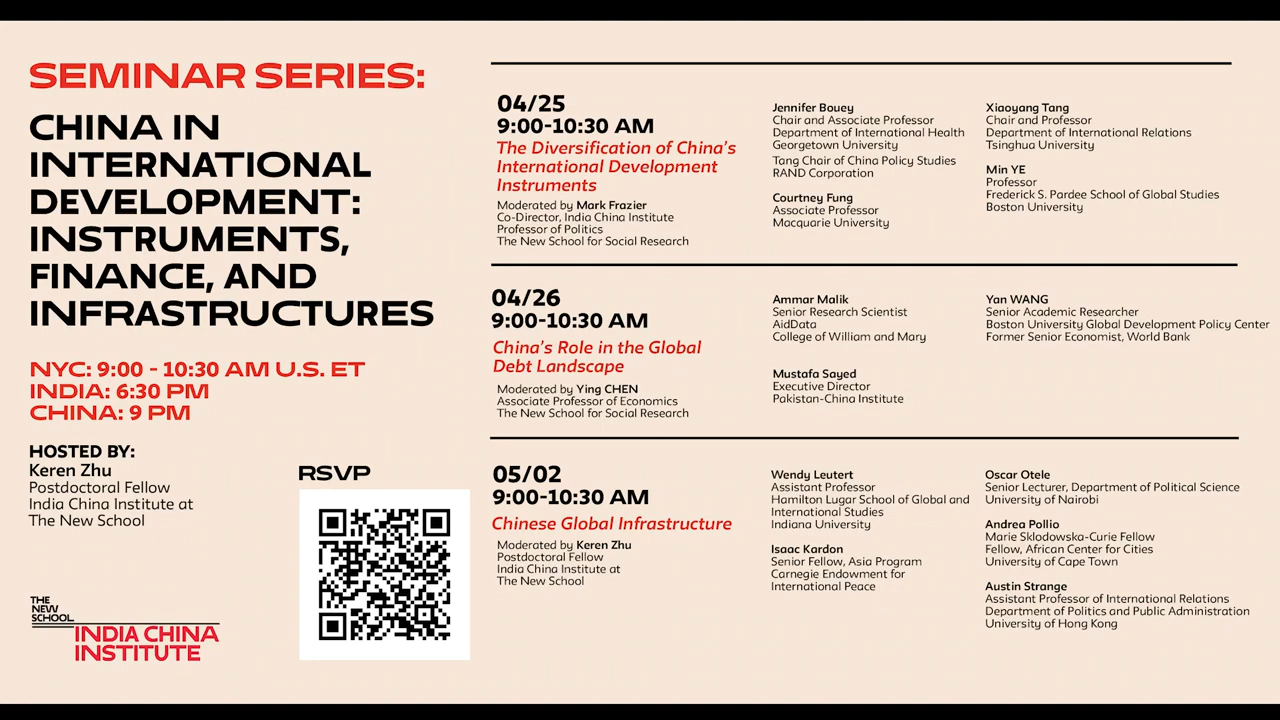 SEMINAR SERIES:
CHINA IN
INTERNATIONAL
DEVELOPMENT:
INSTRUMENTS,
FINANCE, AND
INFRASTRUCTURES
NYC: 9:00 - 10:30 AM U.S. ET
INDIA: 6:30 PM
CHINA: 9 PM
HOSTED BY:
Keren Zhu
Postdoctoral Fellow
India China Institute at
The New School
RSVP
THE
NEW
SCHOOL
INDIA CHINA
INSTITUTE
04/25
9:00-10:30 AM
The Diversification of China's
International Development
Instruments
Moderated by Mark Frazier
Co-Director, India China Institute
Professor of Politics
The New School for Social Research
Jennifer Bouey
Chair and Associate Professor
Department of International Health
Georgetown University
Tang Chair of China Policy Studies
RAND Corporation
Courtney Fung
Associate Professor
Macquarie University
Xiaoyang Tang
Chair and Professor
Department of International Relations
Tsinghua University
Min YE
Professor
Frederick S. Pardee School of Global Studies
Boston University
04/26
9:00-10:30 AM
China's Role in the Global
Debt Landscape
Moderated by Ying CHEN
Associate Professor of Economics
The New School for Social Research
Ammar Malik
Senior Research Scientist
AidData
College of William and Mary
Mustafa Sayed
Executive Director
Pakistan-China Institute
Yan WANG
Senior Academic Researcher
Boston University Global Development Policy Center
Former Senior Economist, World Bank
05/02
9:00-10:30 AM
Chinese Global Infrastructure
Moderated by Keren Zhu
Postdoctoral Fellow
India China Institute at
The New School
Wendy Leutert
Assistant Professor
Hamilton Lugar School of Global and
International Studies
Indiana University
Isaac Kardon
Senior Fellow, Asia Program
Carnegie Endowment for
International Peace
Oscar Otele
Senior Lecturer, Department of Political Science
University of Nairobi
Andrea Pollio
Marie Sklodowska-Curie Fellow
Fellow, African Center for Cities
University of Cape Town
Austin Strange
Assistant Professor of International Relations
Department of Politics and Public Administration
University of Hong Kong